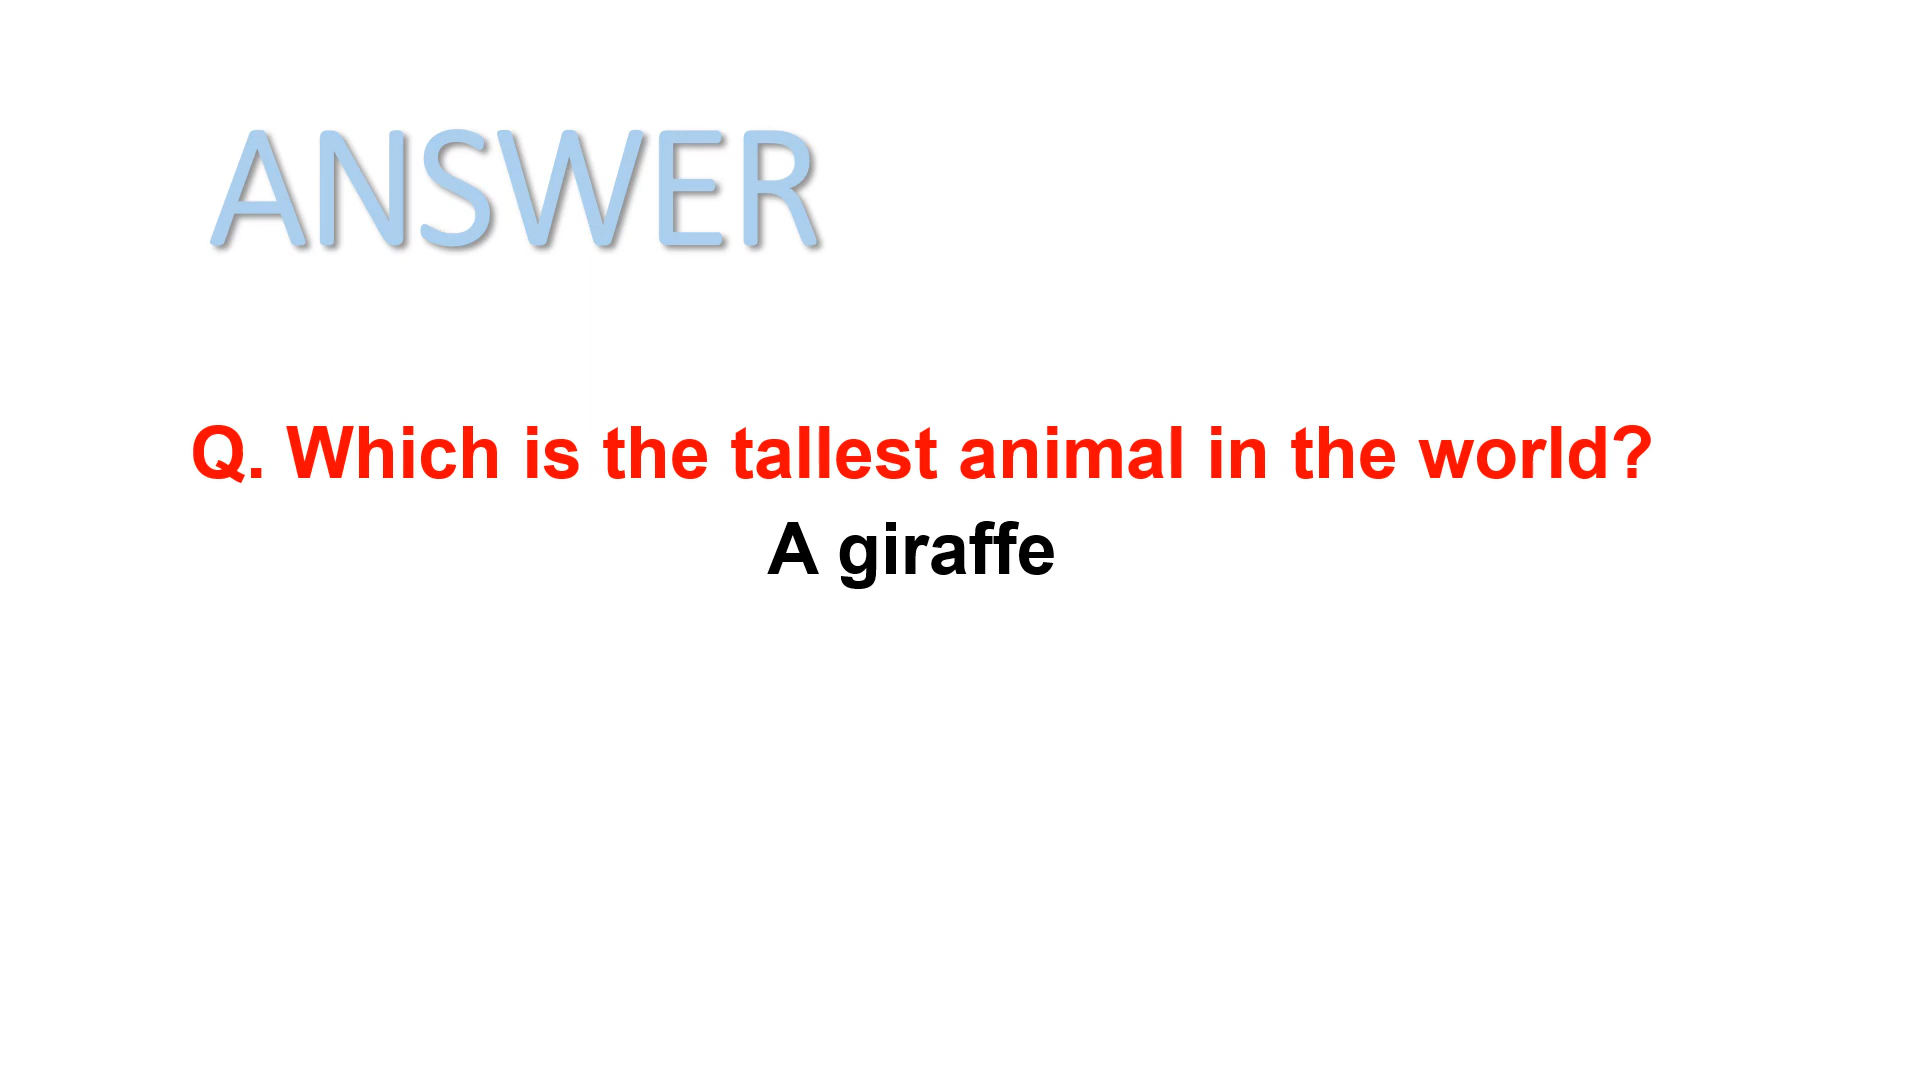 ANSWER
Q. Which is the tallest animal in the world?
A giraffe